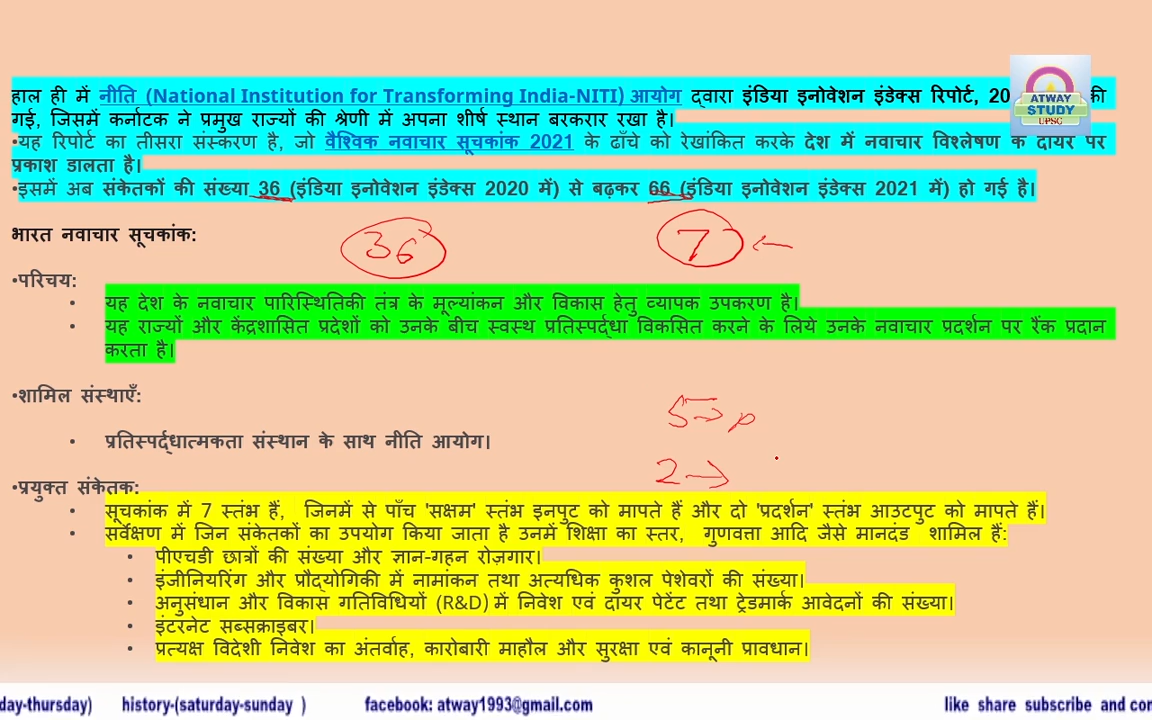 हाल ही में नीति (National Institution for Transforming India-NITI) आयोग द्वारा इंडिया इनोवेशन इंडेक्स रिपोर्ट, 20 की
गई, जिसमें कर्नाटक ने प्रमुख राज्यों की श्रेणी में अपना शीर्ष स्थान बरकरार रखा है।
•यह रिपोर्ट का तीसरा संस्करण है, जो वैश्विक नवाचार सूचकांक 2021 के ढाँचे को रेखांकित करके देश में नवाचार विश्लेषण के दायरे पर
प्रकाश डालता है।
•इसमें अब संकेतकों की संख्या 36 (इंडिया इनोवेशन इंडेक्स 2020 में) से बढ़कर 66 (इंडिया इनोवेशन इंडेक्स 2021 में) हो गई है।
ATWAY
STUDY
UPSC
भारत नवाचार सूचकांक:
36
7
•परिचय:
• यह देश के नवाचार पारिस्थितिकी तंत्र के मूल्यांकन और विकास हेतु व्यापक उपकरण है।
• यह राज्यों और केंद्रशासित प्रदेशों को उनके बीच स्वस्थ प्रतिस्पर्द्धा विकसित करने के लिये उनके नवाचार प्रदर्शन पर रैंक प्रदान
करता है।
•शामिल संस्थाएँ:
5→ p
• प्रतिस्पर्द्धात्मकता संस्थान के साथ नीति आयोग।
2→
•प्रयुक्त संकेतक:
• सूचकांक में 7 स्तंभ हैं, जिनमें से पाँच 'सक्षम' स्तंभ इनपुट को मापते हैं और दो 'प्रदर्शन' स्तंभ आउटपुट को मापते हैं।
• सर्वेक्षण में जिन संकेतकों का उपयोग किया जाता है उनमें शिक्षा का स्तर, गुणवत्ता आदि जैसे मानदंड शामिल हैं:
• पीएचडी छात्रों की संख्या और ज्ञान-गहन रोज़गार।
• इंजीनियरिंग और प्रौद्योगिकी में नामांकन तथा अत्यधिक कुशल पेशेवरों की संख्या।
• अनुसंधान और विकास गतिविधियों (R&D) में निवेश एवं दायर पेटेंट तथा ट्रेडमार्क आवेदनों की संख्या।
• इंटरनेट सब्सक्राइबर।
• प्रत्यक्ष विदेशी निवेश का अंतर्वाह, कारोबारी माहौल और सुरक्षा एवं कानूनी प्रावधान।
day-thursday) history-(saturday-sunday ) facebook: atway1993@gmail.com like share subscribe and cor